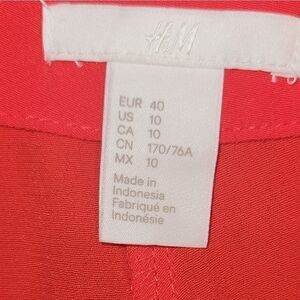 H&M
EUR 40
US 10
CA 10
CN 170/76A
MX 10
Made in
Indonesia
Fabriqué en
Indonésie